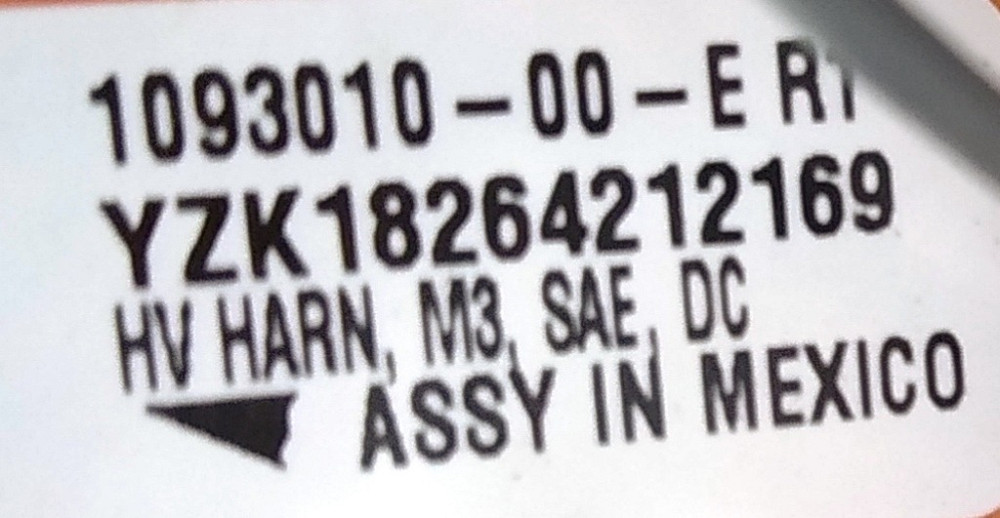 1093010-00-E
YZK18264212169
HV HARN, M3, SAE, DC
ASSY IN MEXICO